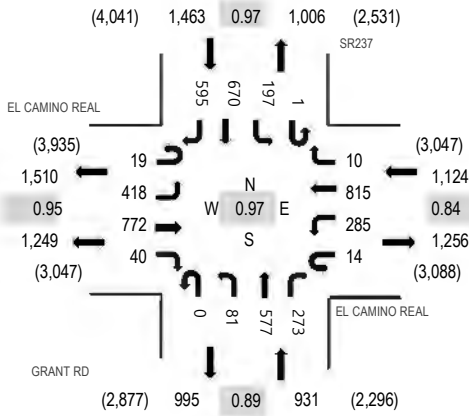 (4,041) 1,463 0.97 1,006 (2,531)
SR237
595 670 197 1
EL CAMINO REAL
(3,935) (3,047)
19 10
1,510 1,124
418 815
N
0.95 W 0.97 E 0.84
772 285
S
1,249 1,256
40 14
(3,047) (3,088)
0 81 577 273
EL CAMINO REAL
GRANT RD
(2,877) 995 0.89 931 (2,296)